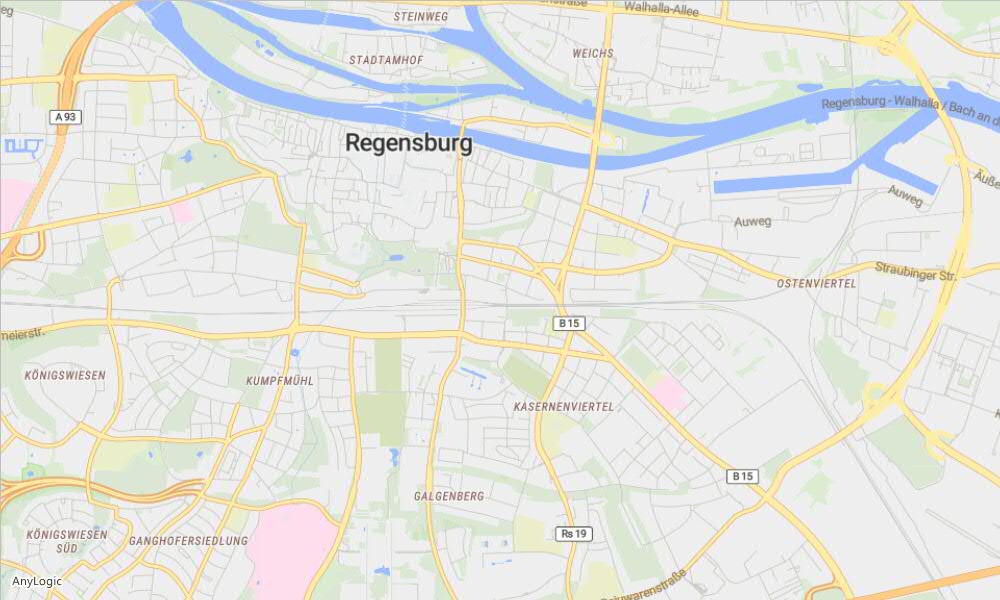 STEINWEG
Walhalla-Allee
STADTAMHOF
WEICHS
A 93
Regensburg - Walhalla / Bach an d
Regensburg
Äuße
Auweg
Auweg
Straubinger Str.
OSTENVIERTEL
B 15
meierstr.
KÖNIGSWIESEN
KUMPFMÜHL
KASERNENVIERTEL
B 15
GALGENBERG
KÖNIGSWIESEN
SÜD
GANGHOFERSIEDLUNG
Rs 19
AnyLogic